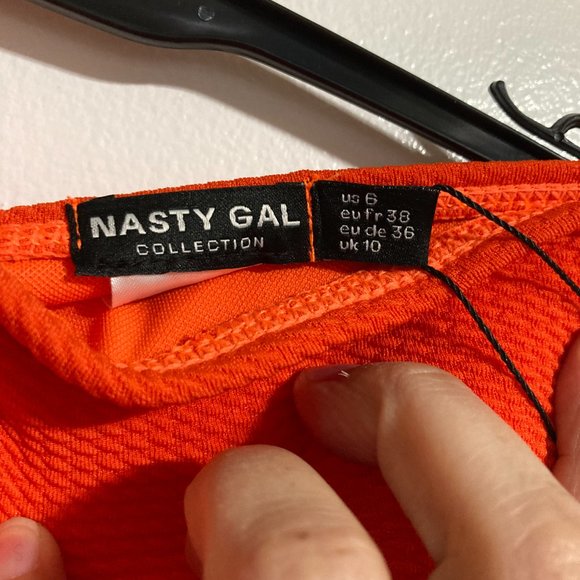 NASTY GAL
COLLECTION
us 6
eu fr 38
eu de 36
uk 10